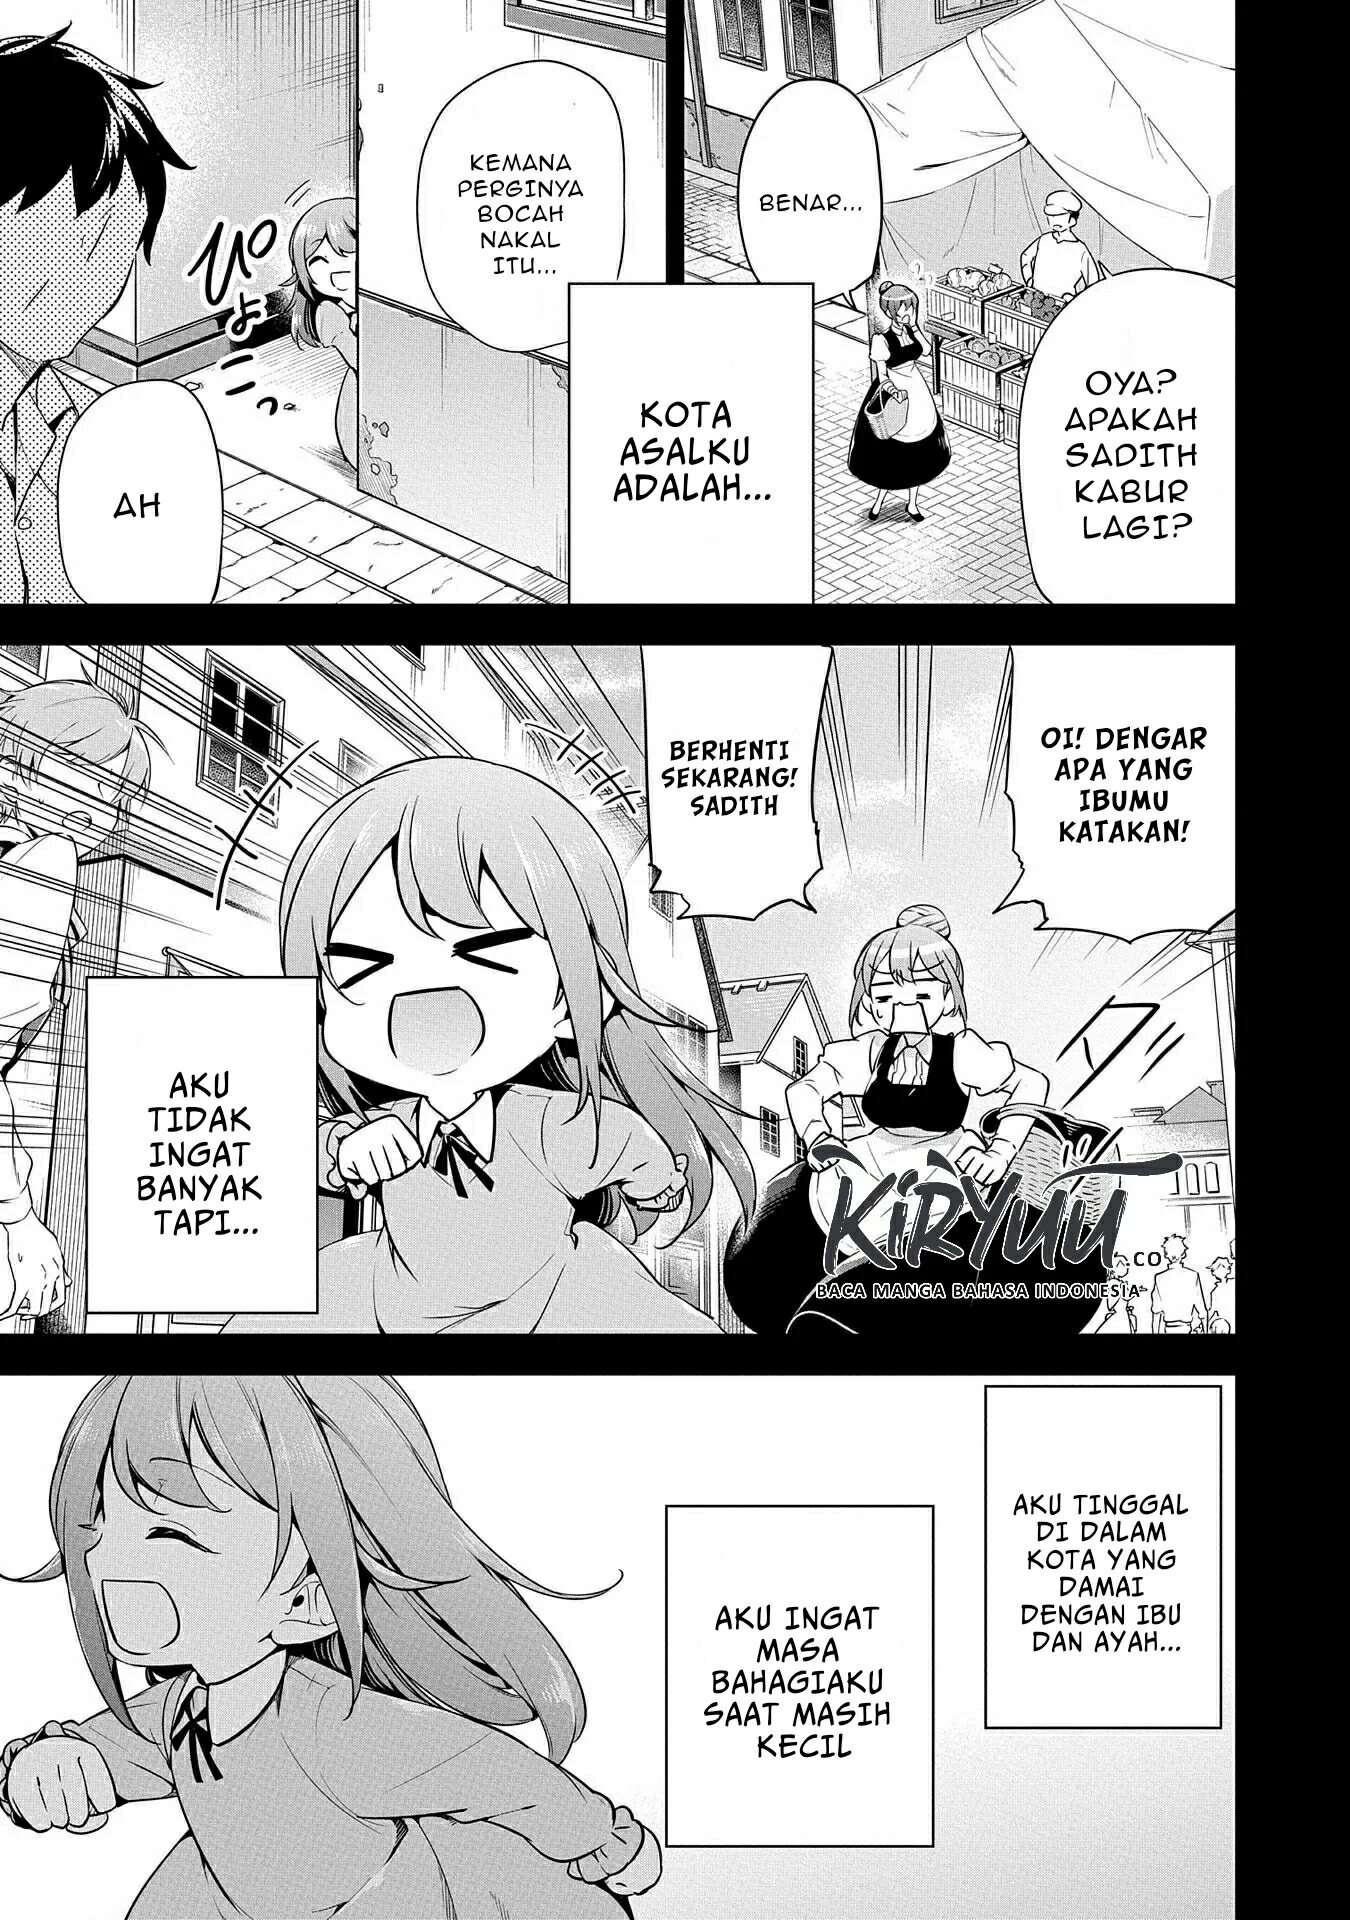 OYA?
APAKAH
SADITH
KABUR
LAGI?
BENAR...
KEMANA
PERGINYA
BOCAH
NAKAL
ITU...
KOTA
ASALKU
ADALAH...
ぴょこっ
AH
OI! DENGAR
APA YANG
IBUMU
KATAKAN!
BERHENTI
SEKARANG!
SADITH
ダッ
AKU
TIDAK
INGAT
BANYAK
TAPI...
KIRYUU
.CO
BACA MANGA BAHASA INDONESIA
AKU TINGGAL
DI DALAM
KOTA YANG
DAMAI
DENGAN IBU
DAN AYAH...
AKU INGAT
MASA
BAHAGIAKU
SAAT MASIH
KECIL